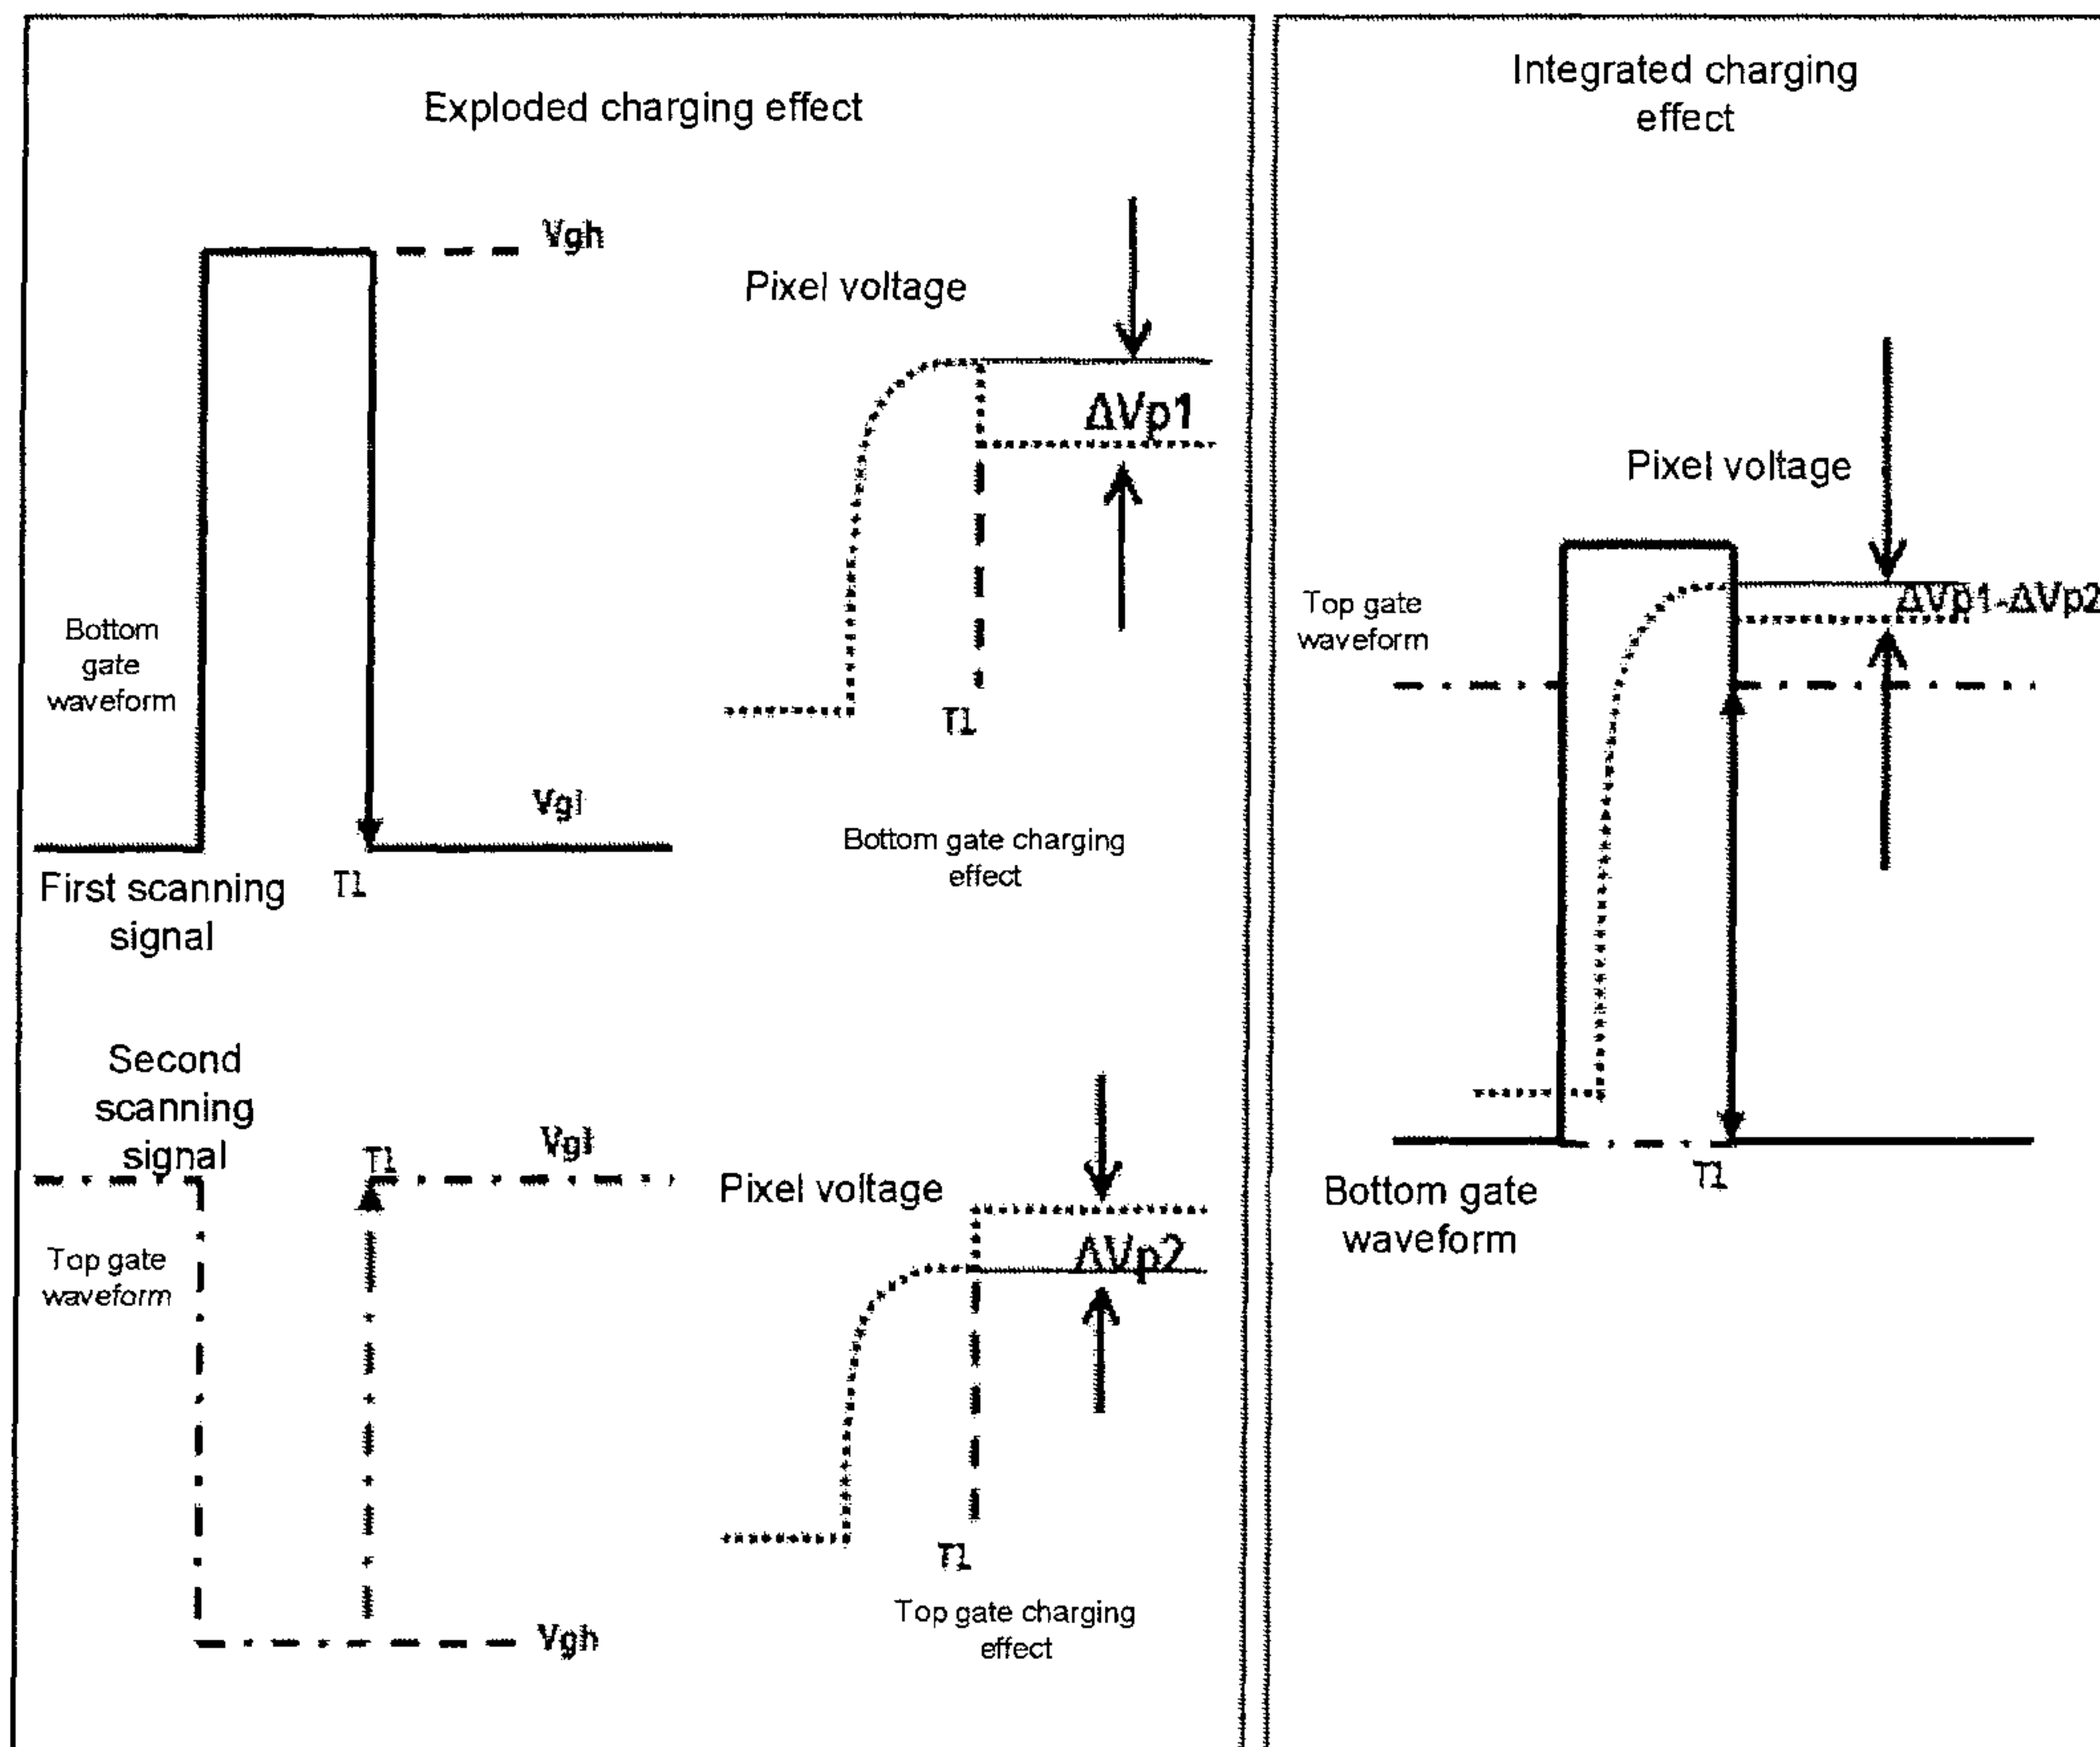 Exploded charging effect
Vgh
Pixel voltage
ΔVp1
Bottom
gate
waveform
T1
Vgl
Bottom gate charging
effect
First scanning
signal
T1
Second
scanning
signal
T1
Vgl
Pixel voltage
Top gate
waveform
ΔVp2
T1
Vgh
Top gate charging
effect
Integrated charging
effect
Pixel voltage
Top gate
waveform
ΔVp1-ΔVp2
T1
Bottom gate
waveform